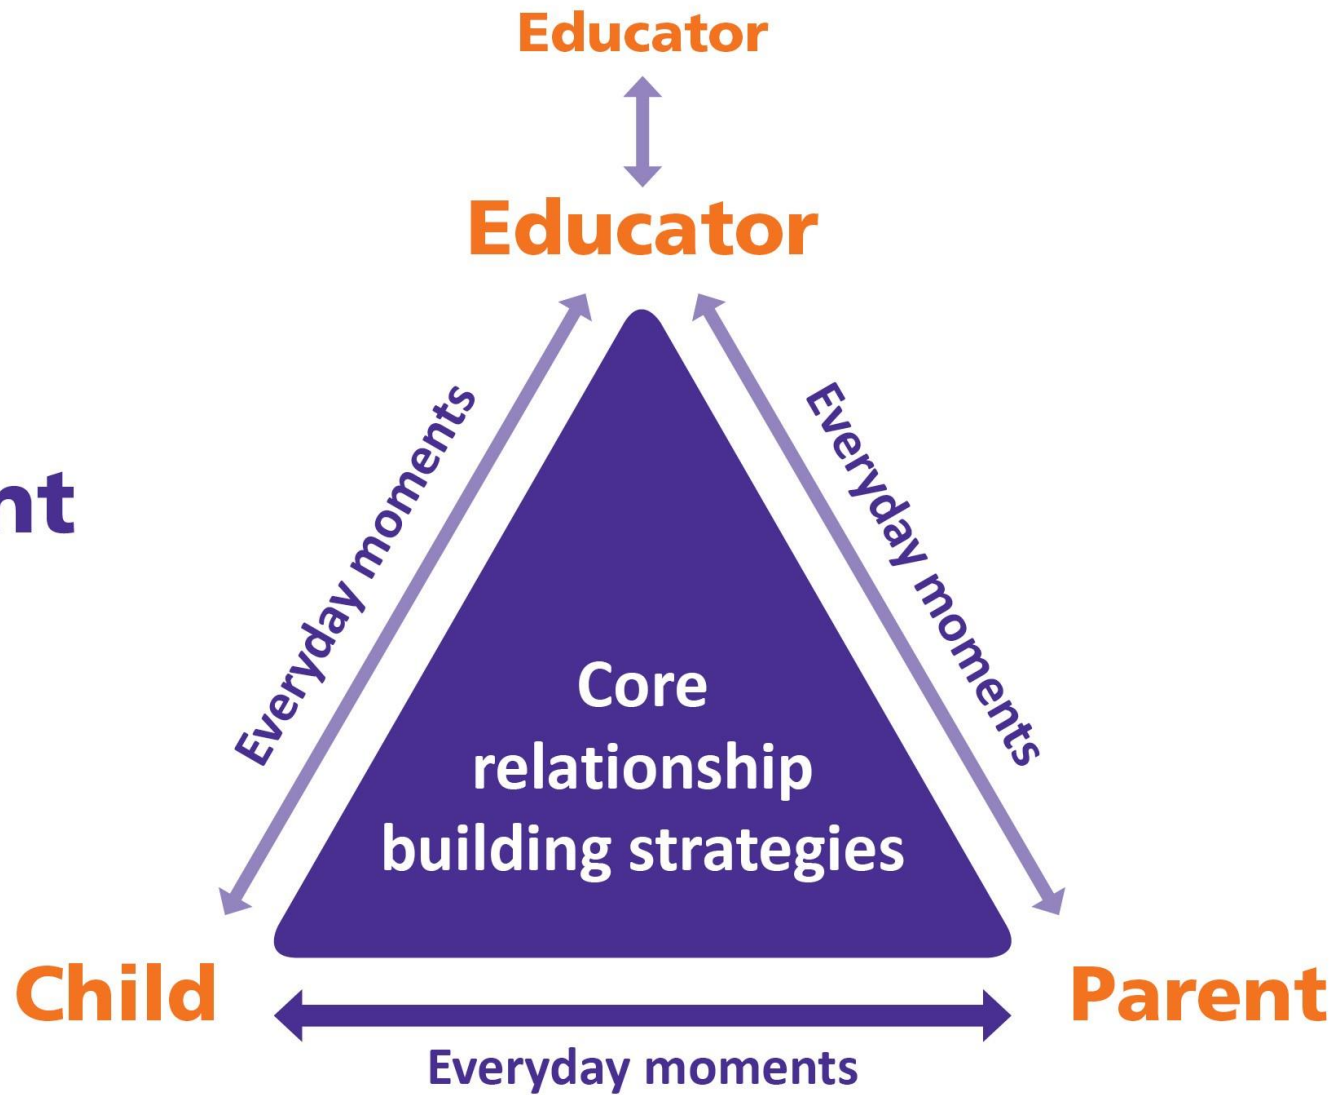 Educator
Educator
Everyday moments
Everyday moments
nt
Core
relationship
building strategies
Child
Parent
Everyday moments